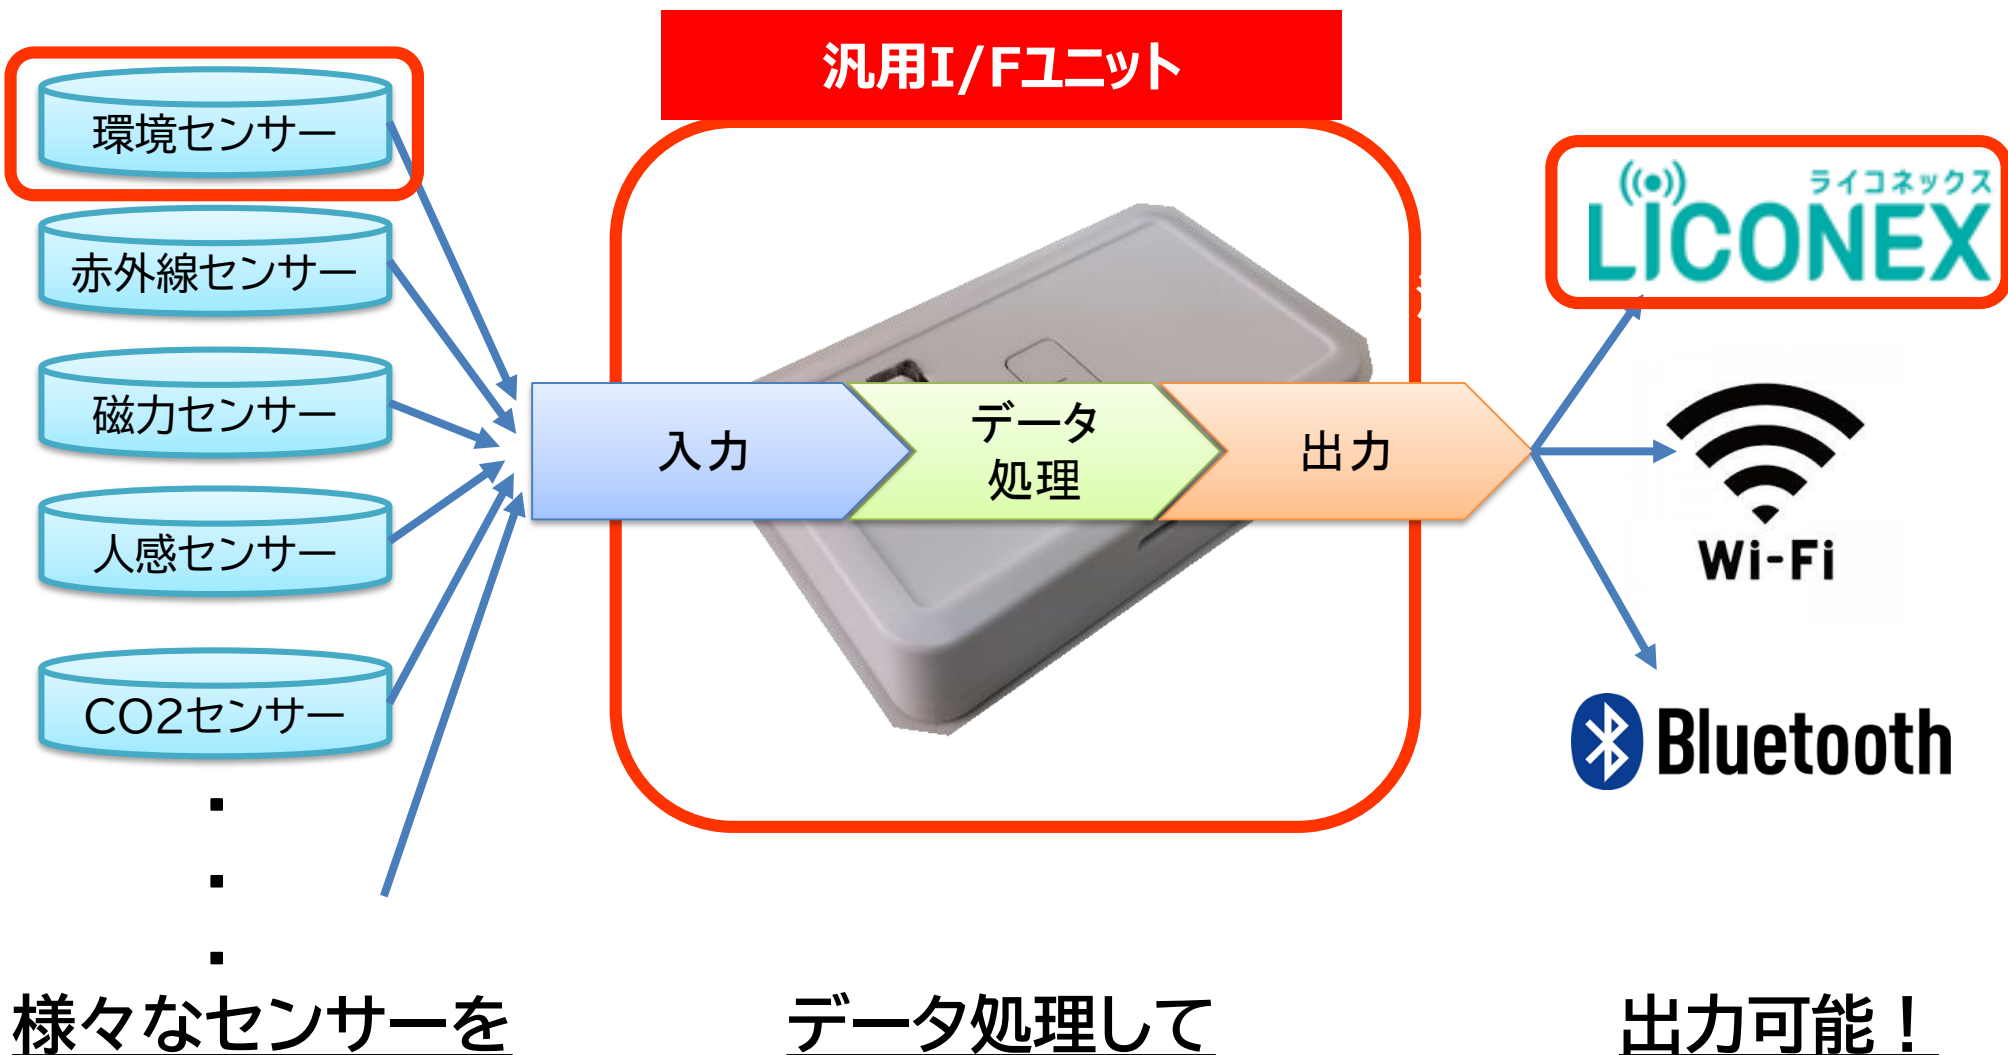 汎用I/Fユニット
環境センサー
赤外線センサー
磁力センサー
人感センサー
CO2センサー
・
・
・
入力
データ
処理
出力
ライコネックス
LiCONEX
Wi-Fi
Bluetooth
様々なセンサーを
データ処理して
出力可能！